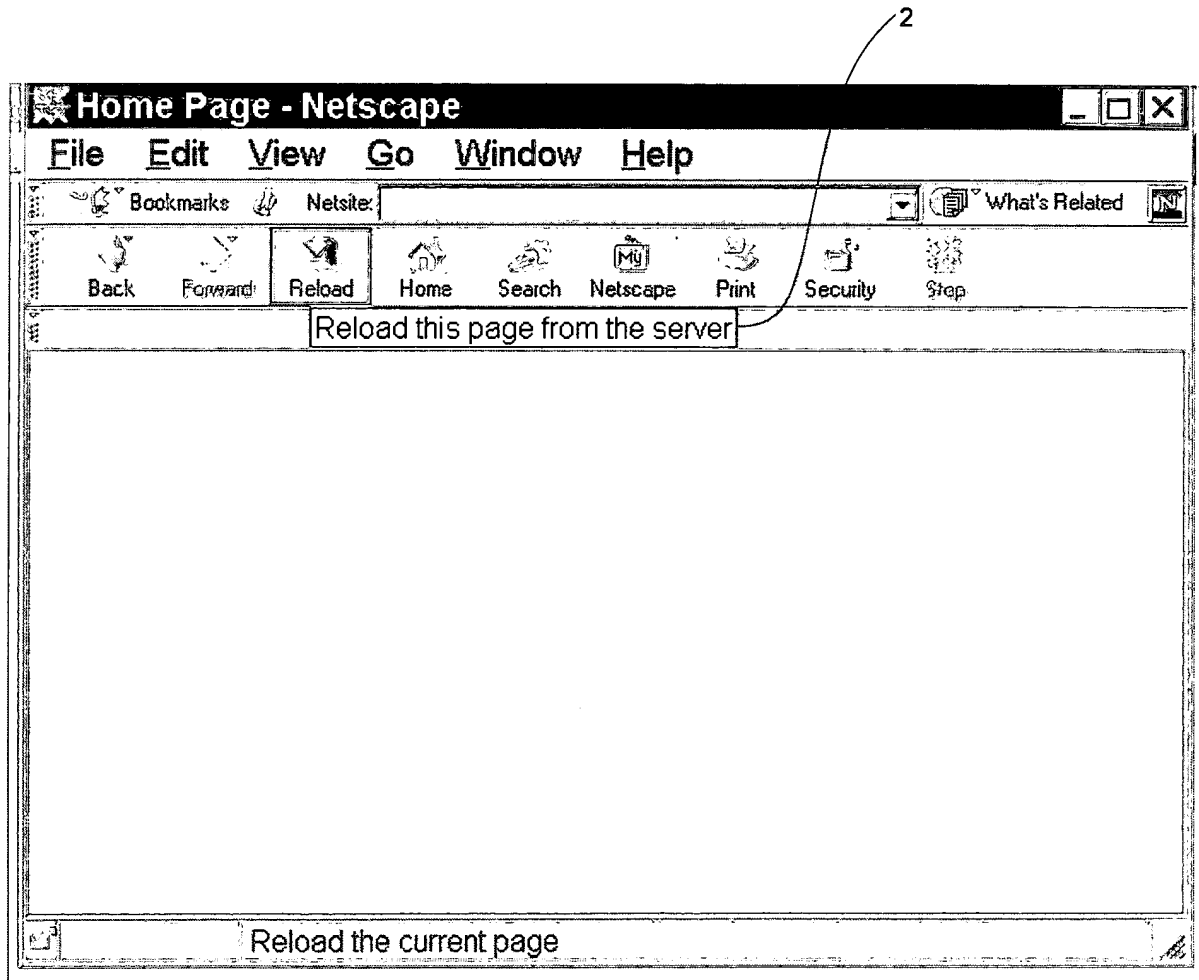 2
Home Page - Netscape
File Edit View Go Window Help
Bookmarks Netsite: What's Related N
My
Back Forward Reload Home Search Netscape Print Security Stop
Reload this page from the server
Reload the current page